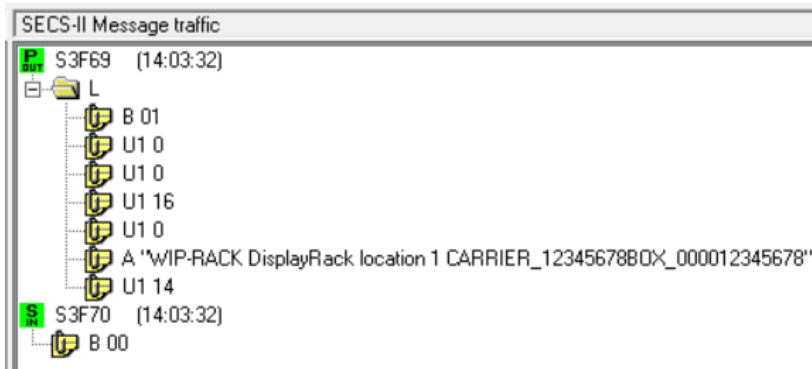 SECS-II Message traffic
P OUT S3F69 (14:03:32)
L
B 01
U1 0
U1 0
U1 16
U1 0
A "WIP-RACK DisplayRack location 1 CARRIER_12345678BOX_000012345678"
U1 14
S IN S3F70 (14:03:32)
B 00